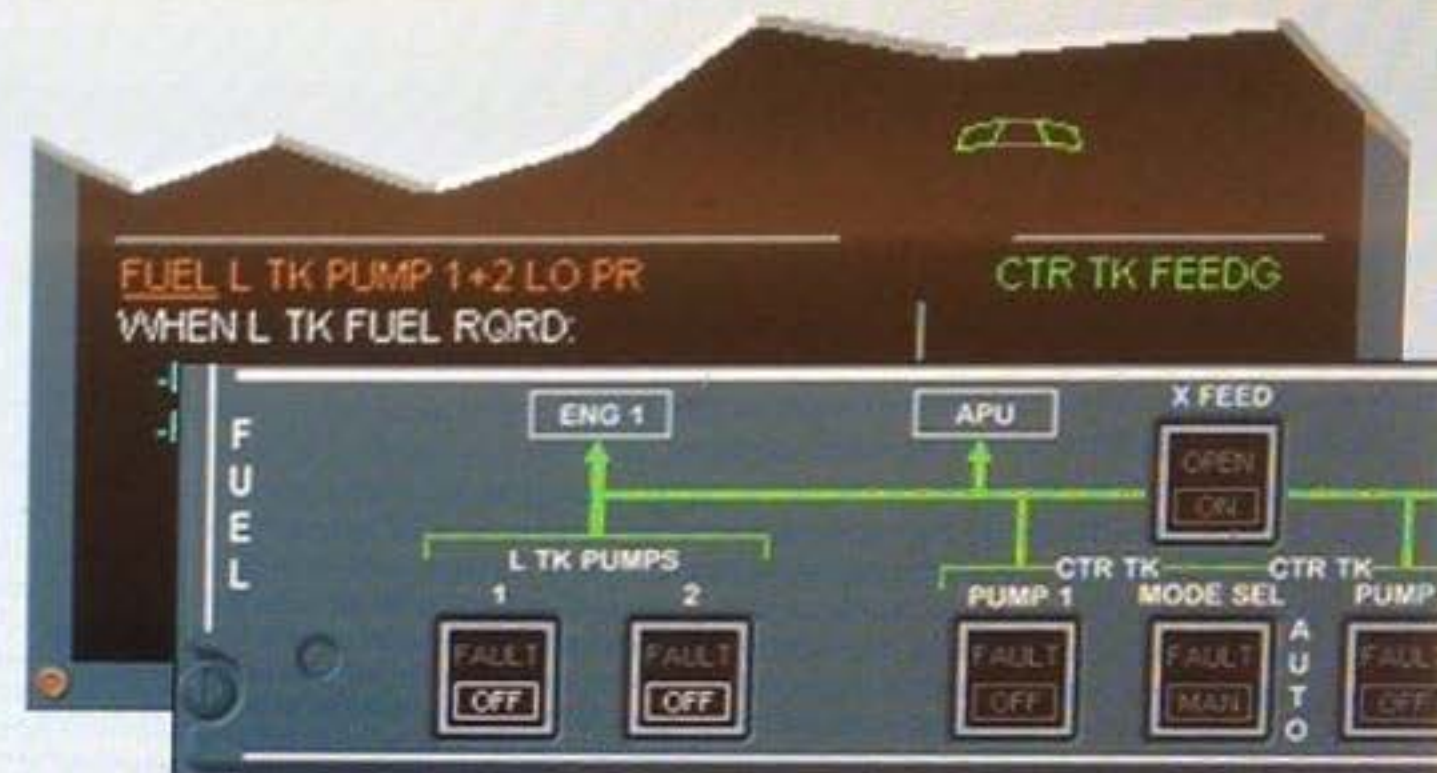 FUEL L TK PUMP 1+2 LO PR
CTR TK FEEDG
WHEN L TK FUEL RQRD:
FUEL
ENG 1
APU
X FEED
OPEN
ON
L TK PUMPS
1
2
CTR TK
CTR TK
PUMP 1
MODE SEL
PUMP
FAULT
OFF
FAULT
OFF
FAULT
OFF
FAULT
MAN
AUTO
FAULT
OFF